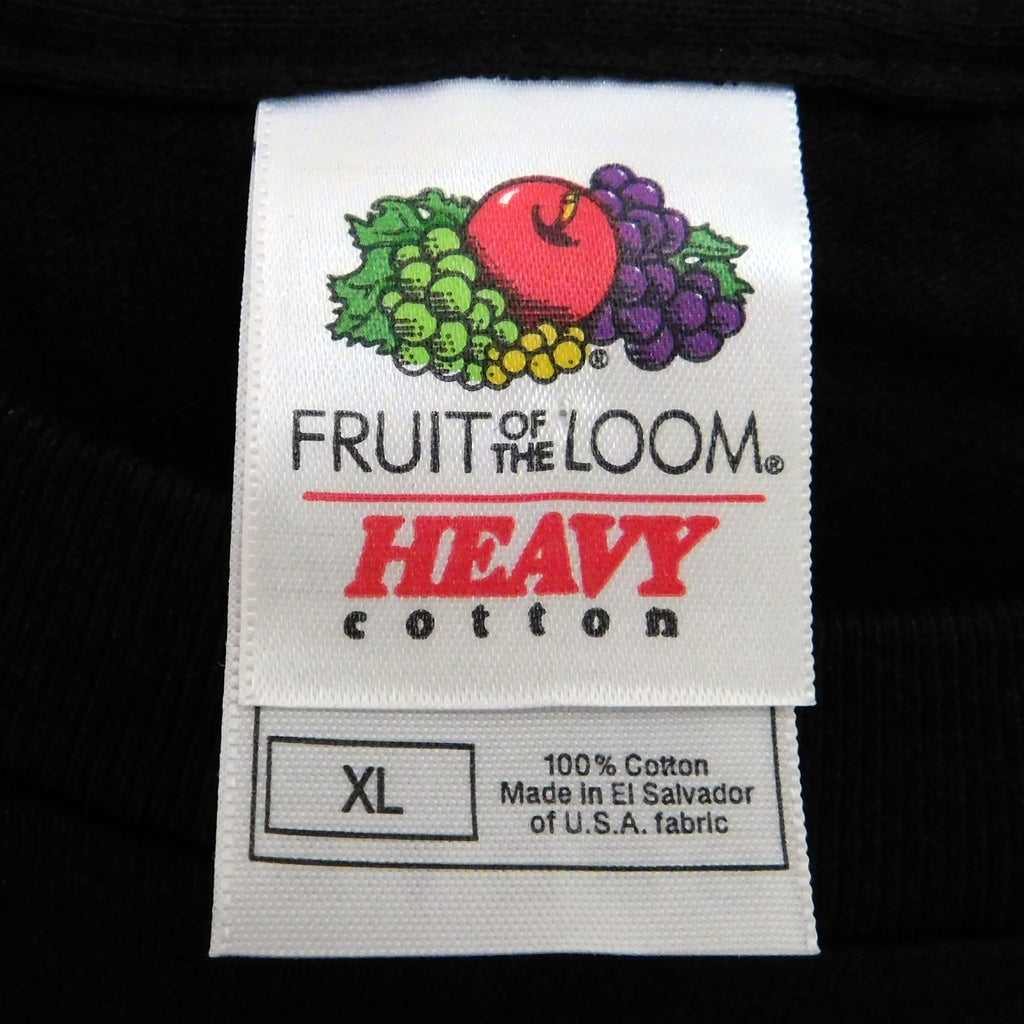 ®
FRUIT OF THE LOOM®
HEAVY
cotton
XL
100% Cotton
Made in El Salvador
of U.S.A. fabric